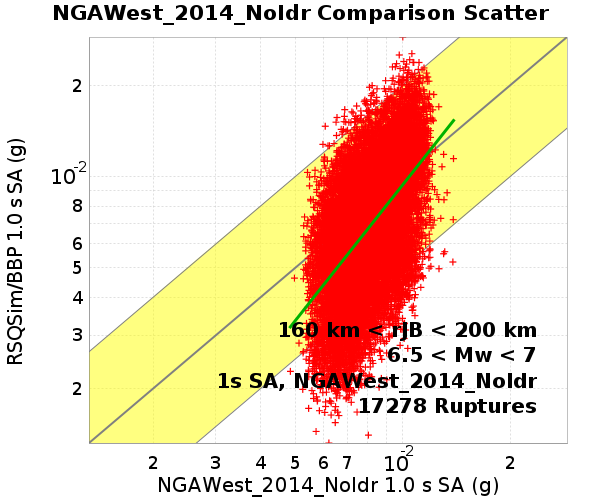 NGAWest_2014_NoIdr Comparison Scatter
RSQSim/BBP 1.0 s SA (g)
2
10-2
8
6
5
4
3
2
160 km < rJB < 200 km
6.5 < Mw < 7
1s SA, NGAWest_2014_NoIdr
17278 Ruptures
2 3 4 5 6 7 10-2 2
NGAWest_2014_NoIdr 1.0 s SA (g)